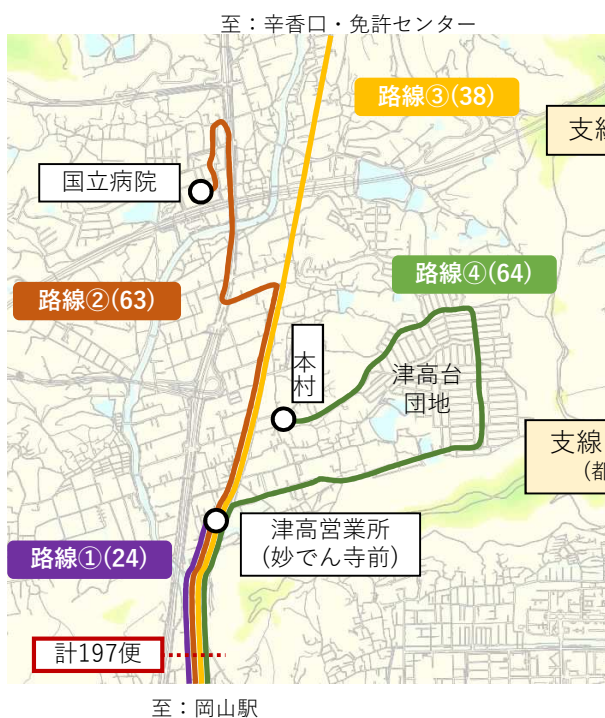 至：辛香口・免許センター
路線③(38)
支線
国立病院
路線④(64)
路線②(63)
本村
津高台
団地
支線
(都
津高営業所
(妙でん寺前)
路線①(24)
計197便
至：岡山駅